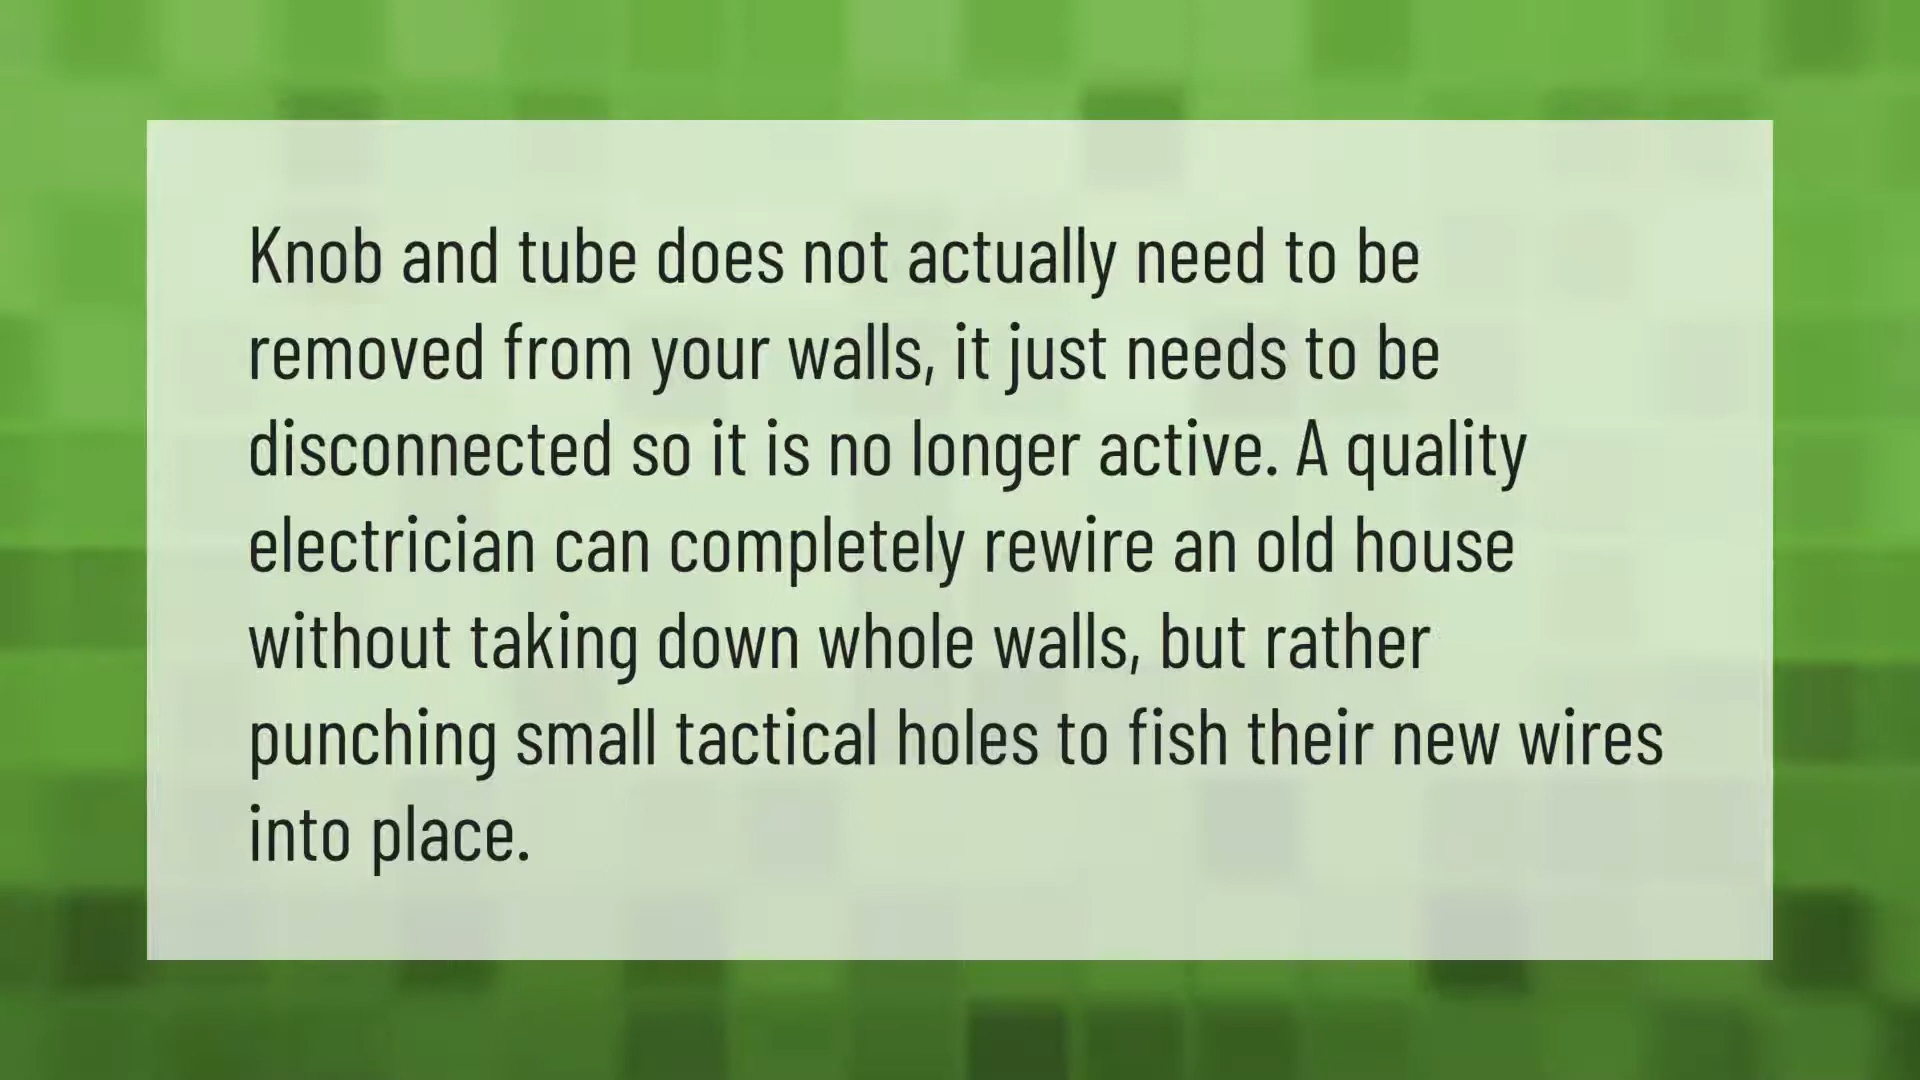 Knob and tube does not actually need to be
removed from your walls, it just needs to be
disconnected so it is no longer active. A quality
electrician can completely rewire an old house
without taking down whole walls, but rather
punching small tactical holes to fish their new wires
into place.